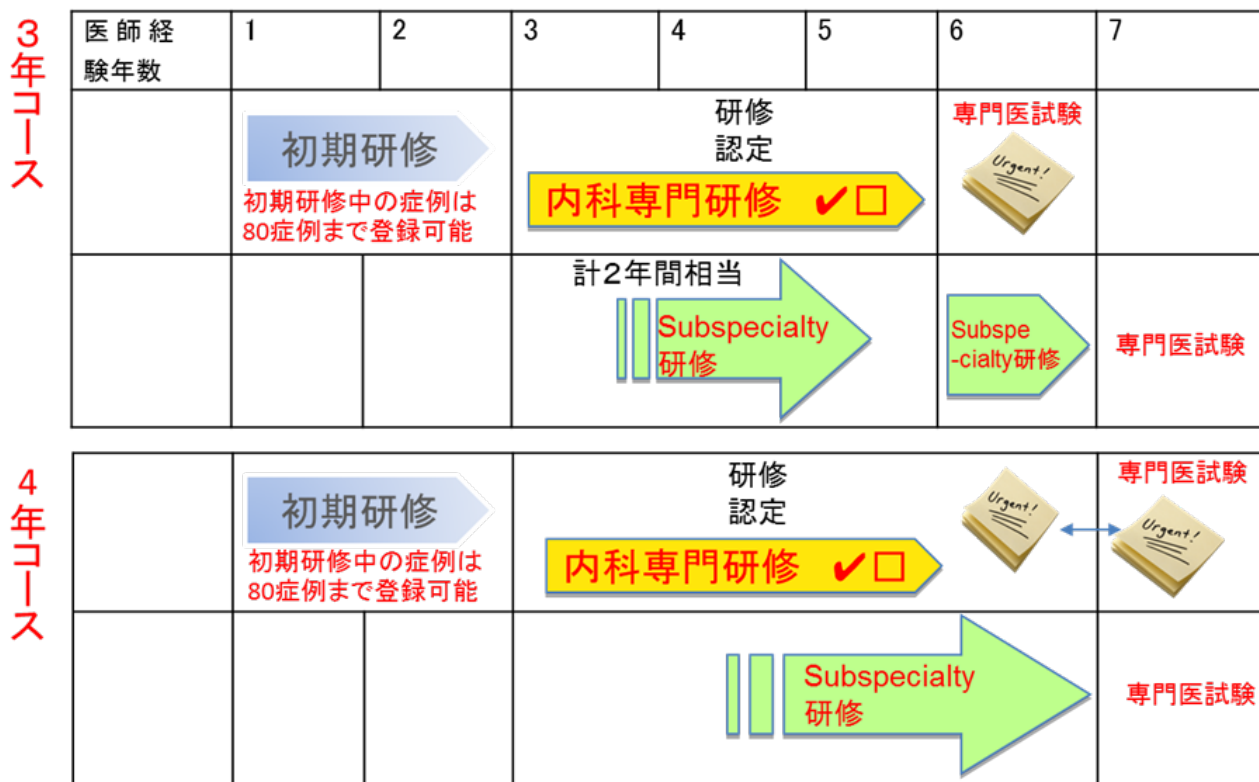 3年コース
医師経
験年数
1
2
3
4
5
6
7
初期研修
初期研修中の症例は
80症例まで登録可能
研修
認定
内科専門研修 ✔□
専門医試験
Urgent!
計2年間相当
Subspecialty
研修
Subspe
-cialty研修
専門医試験
4年コース
初期研修
初期研修中の症例は
80症例まで登録可能
研修
認定
内科専門研修 ✔□
Urgent!
専門医試験
Urgent!
Subspecialty
研修
専門医試験